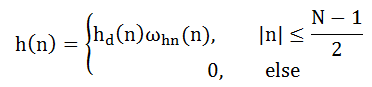 h(n) = { h_d(n)ω_hn(n),   |n| ≤ (N − 1)/2
0,   else